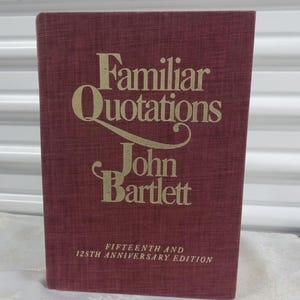 Familiar
Quotations
John
Bartlett
FIFTEENTH AND
125TH ANNIVERSARY EDITION